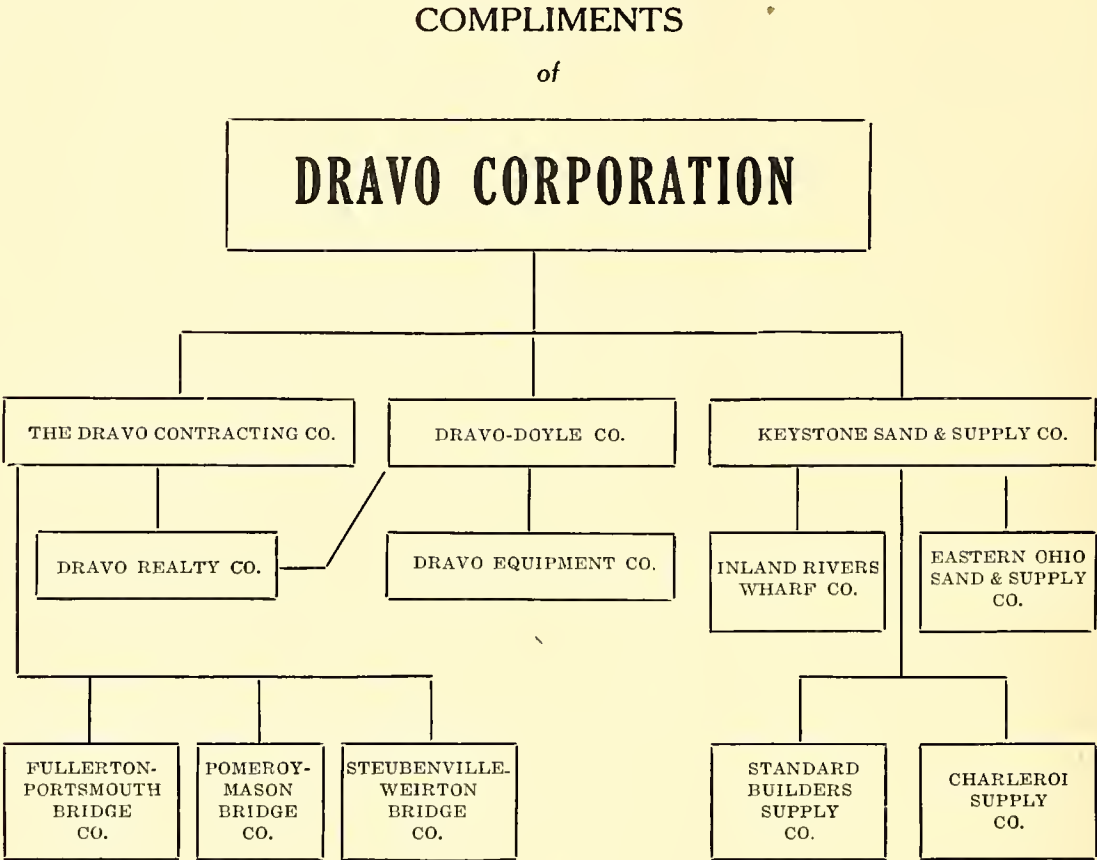 COMPLIMENTS
of
DRAVO CORPORATION
THE DRAVO CONTRACTING CO.
DRAVO-DOYLE CO.
KEYSTONE SAND & SUPPLY CO.
DRAVO REALTY CO.
DRAVO EQUIPMENT CO.
INLAND RIVERS
WHARF CO.
EASTERN OHIO
SAND & SUPPLY
CO.
FULLERTON-
PORTSMOUTH
BRIDGE
CO.
POMEROY-
MASON
BRIDGE
CO.
STEUBENVILLE-
WEIRTON
BRIDGE
CO.
STANDARD
BUILDERS
SUPPLY
CO.
CHARLEROI
SUPPLY
CO.